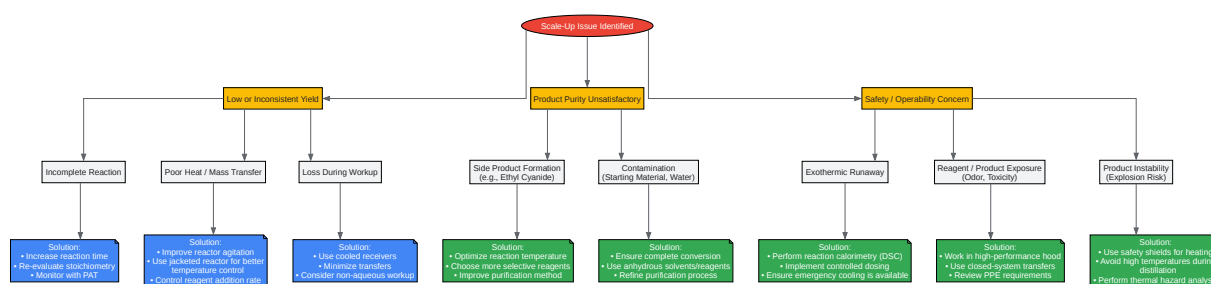 Scale-Up Issue Identified
Low or Inconsistent Yield
Product Purity Unsatisfactory
Safety / Operability Concern
Incomplete Reaction
Poor Heat / Mass Transfer
Loss During Workup
Side Product Formation
(e.g., Ethyl Cyanide)
Contamination
(Starting Material, Water)
Exothermic Runaway
Reagent / Product Exposure
(Odor, Toxicity)
Product Instability
(Explosion Risk)
Solution:
• Increase reaction time
• Re-evaluate stoichiometry
• Monitor with PAT
Solution:
• Improve reactor agitation
• Use jacketed reactor for better
temperature control
• Control reagent addition rate
Solution:
• Use cooled receivers
• Minimize transfers
• Consider non-aqueous workup
Solution:
• Optimize reaction temperature
• Choose more selective reagents
• Improve purification method
Solution:
• Ensure complete conversion
• Use anhydrous solvents/reagents
• Refine purification process
Solution:
• Perform reaction calorimetry (DSC)
• Implement controlled dosing
• Ensure emergency cooling is available
Solution:
• Work in high-performance hood
• Use closed-system transfers
• Review PPE requirements
Solution:
• Use safety shields for heating
• Avoid high temperatures during
distillation
• Perform thermal hazard